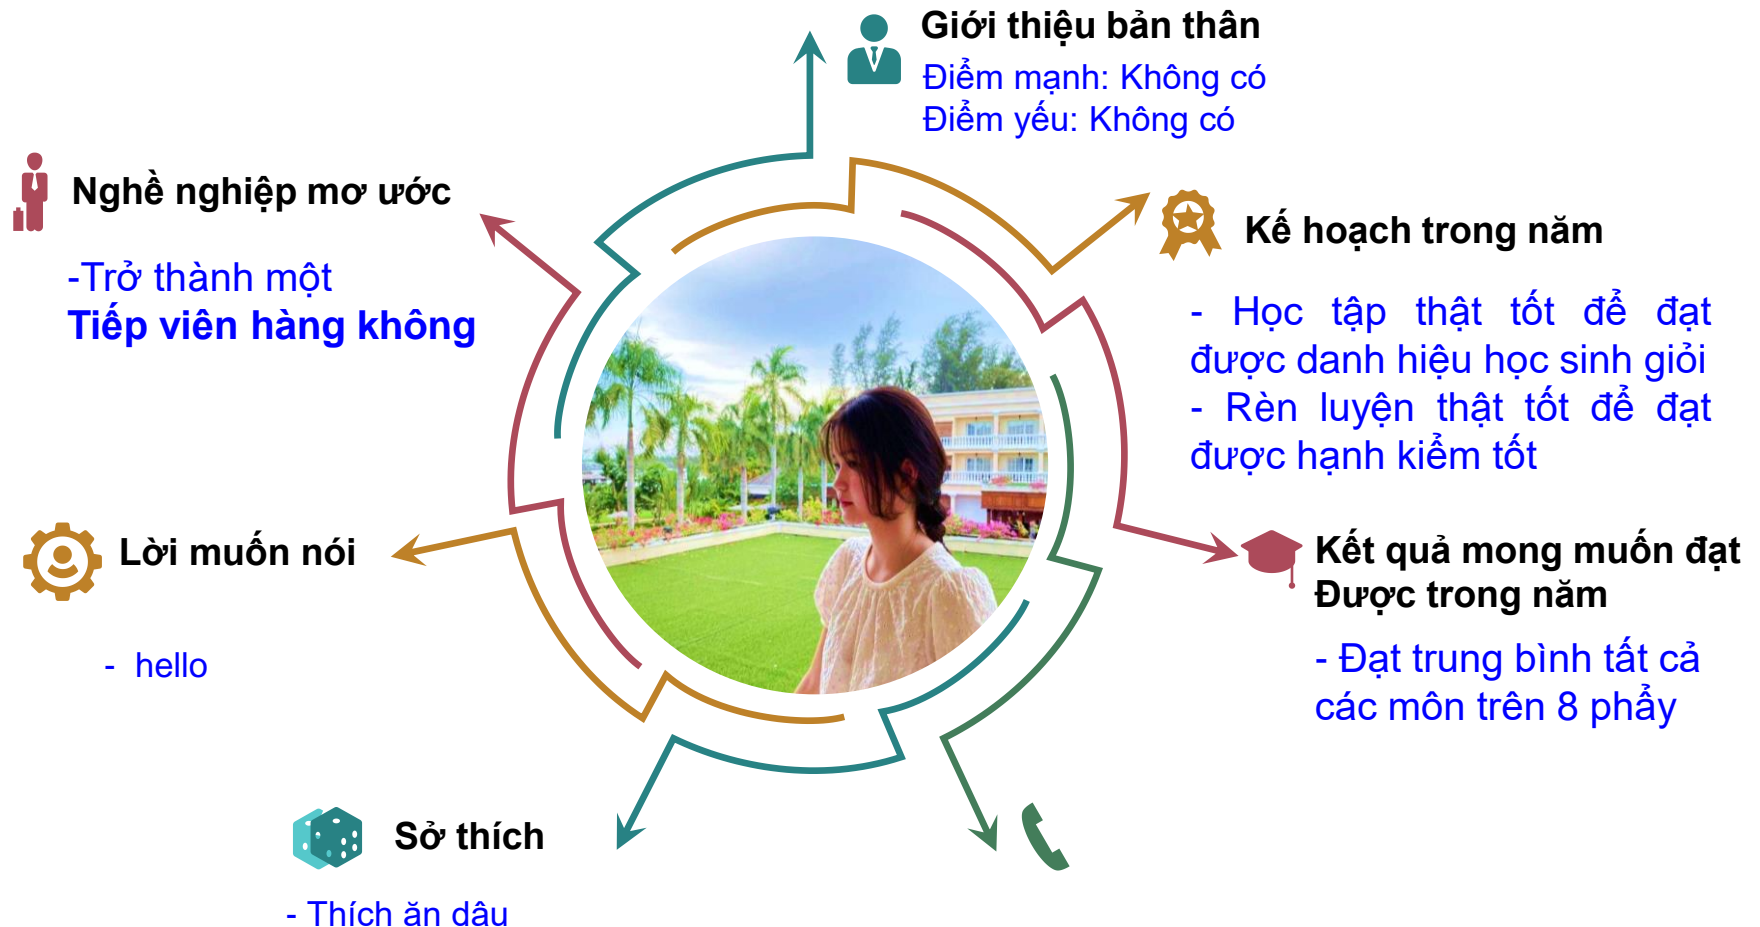 Giới thiệu bản thân
Điểm mạnh: Không có
Điểm yếu: Không có
Nghề nghiệp mơ ước
-Trở thành một
Tiếp viên hàng không
Kế hoạch trong năm
- Học tập thật tốt để đạt
được danh hiệu học sinh giỏi
- Rèn luyện thật tốt để đạt
được hạnh kiểm tốt
Lời muốn nói
- hello
Kết quả mong muốn đạt
Được trong năm
- Đạt trung bình tất cả
các môn trên 8 phẩy
Sở thích
- Thích ăn dâu